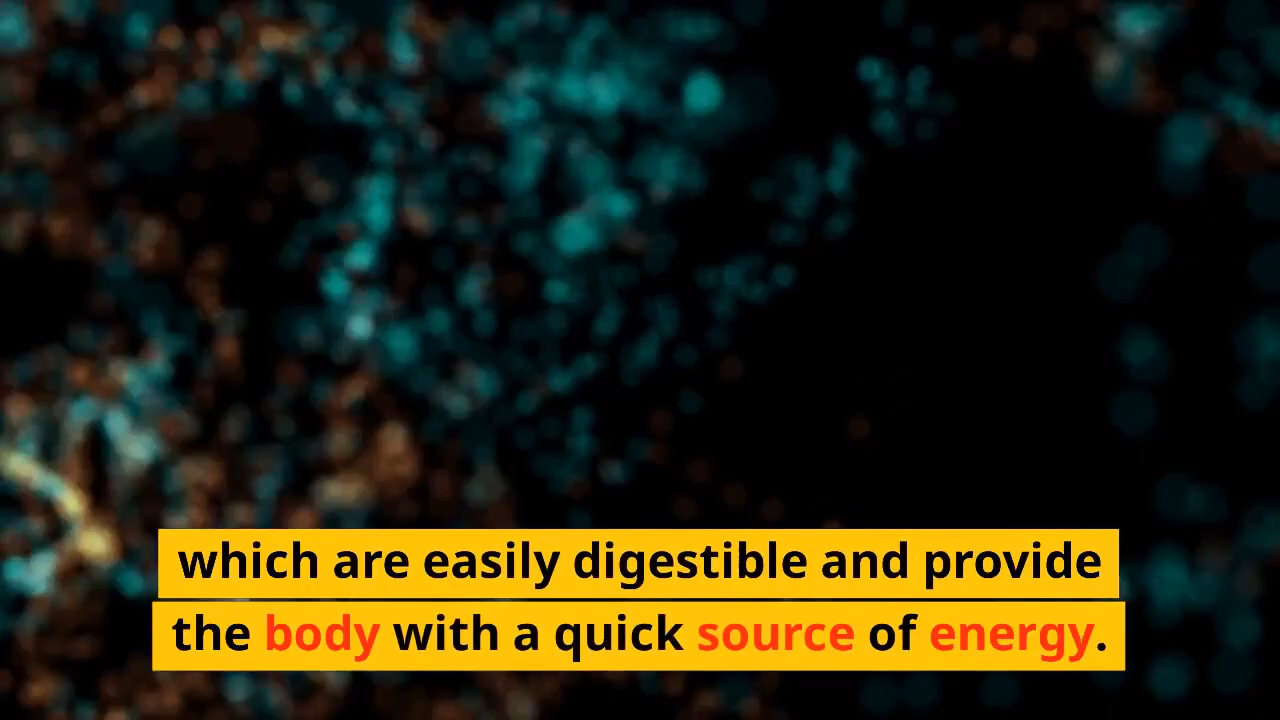 which are easily digestible and provide
the body with a quick source of energy.